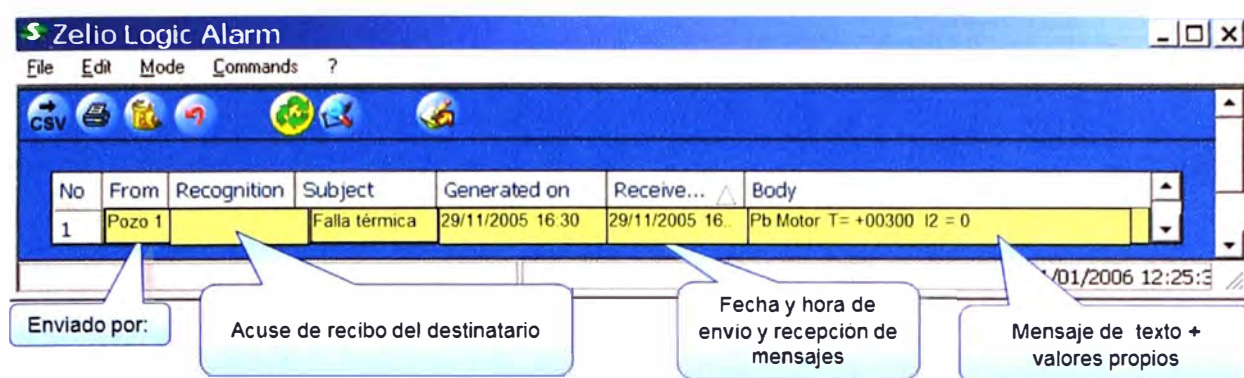 Zelio Logic Alarm
File Edit Mode Commands ?
CSV
No From Recognition Subject Generated on Receive... Body
1 Pozo 1 Falla térmica 29/11/2005 16:30 29/11/2005 16.. Pb Motor T= +00300 I2 = 0
/01/2006 12:25:3
Enviado por:
Acuse de recibo del destinatario
Fecha y hora de
envio y recepción de
mensajes
Mensaje de texto +
valores propios